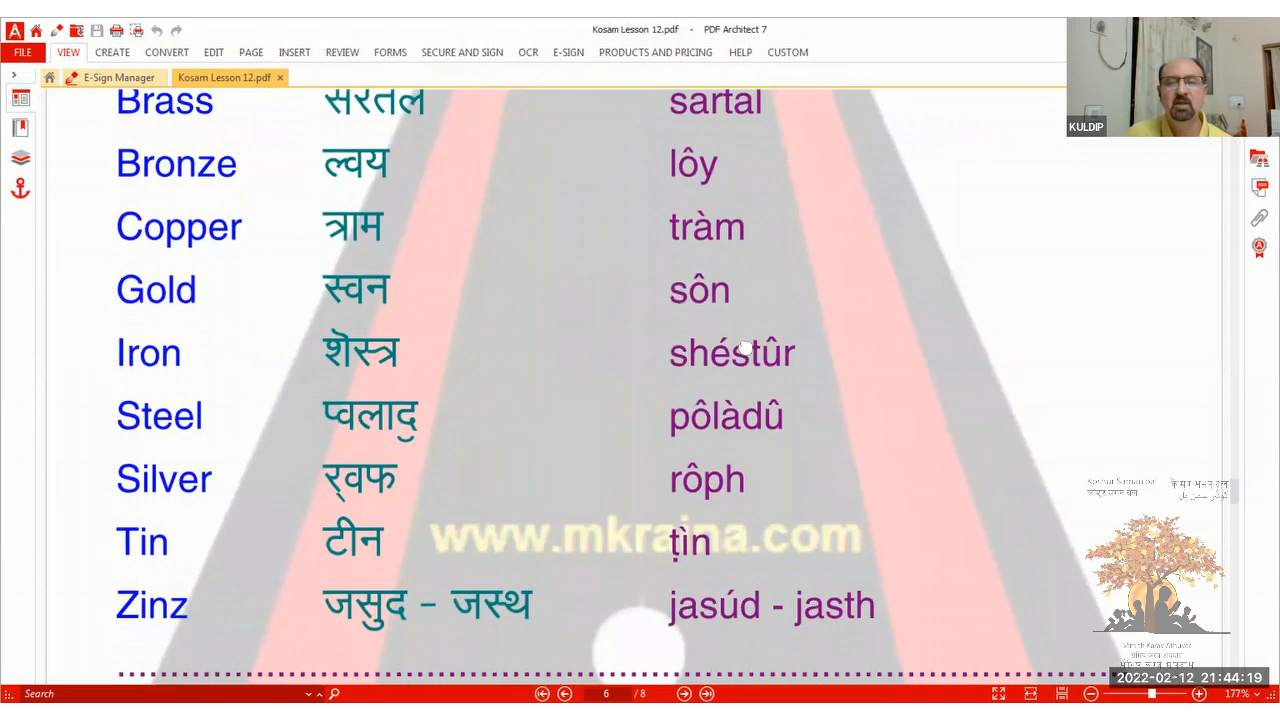 Kosam Lesson 12.pdf - PDF Architect 7
FILE VIEW CREATE CONVERT EDIT PAGE INSERT REVIEW FORMS SECURE AND SIGN OCR E-SIGN PRODUCTS AND PRICING HELP CUSTOM
E-Sign Manager Kosam Lesson 12.pdf ×
KULDIP
Brass सरतल sartal
Bronze ल्वय lôy
Copper त्राम tràm
Gold स्वन sôn
Iron शॆस्त्र shéstûr
Steel प्वलादॖ pôlàdû
Silver र्वफ rôph
Tin टीन ṭìn
Zinz जसुद - जस्थ jasúd - jasth
www.mkraina.com
2022-02-12 21:44:19
Search 6 / 8 177%